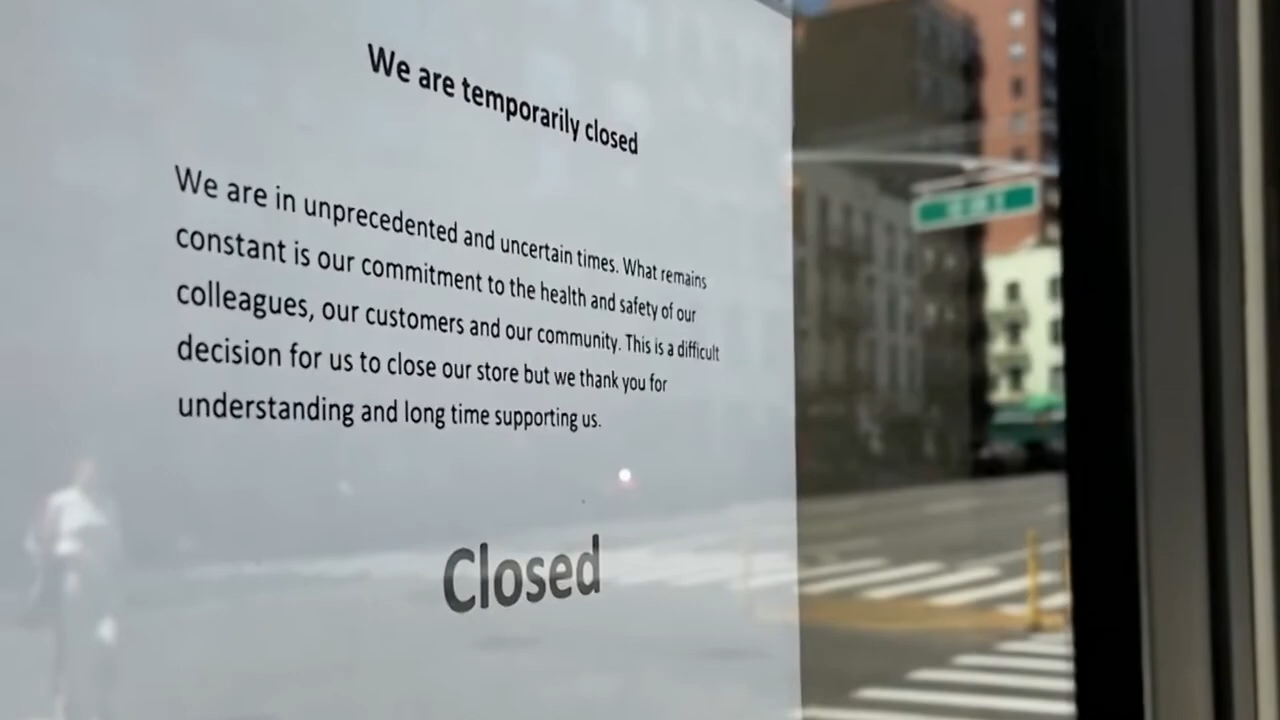 We are temporarily closed
We are in unprecedented and uncertain times. What remains
constant is our commitment to the health and safety of our
colleagues, our customers and our community. This is a difficult
decision for us to close our store but we thank you for
understanding and long time supporting us.
Closed